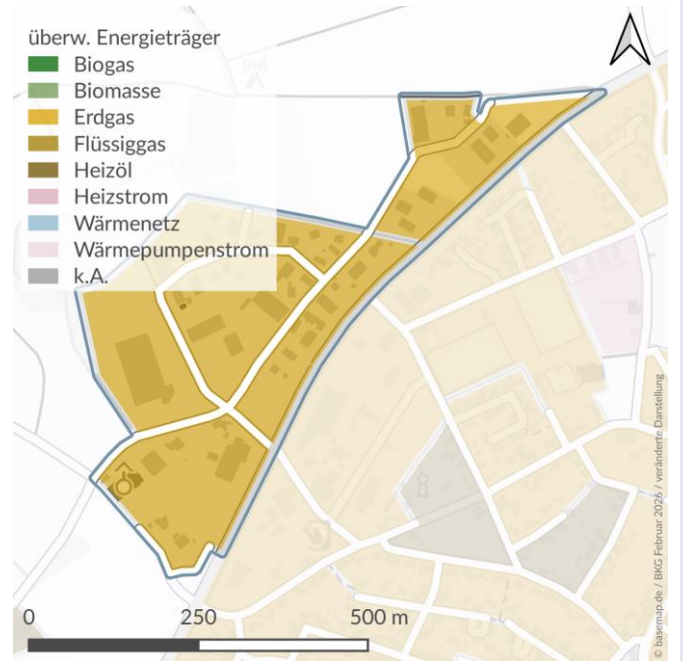 überw. Energieträger
Biogas
Biomasse
Erdgas
Flüssiggas
Heizöl
Heizstrom
Wärmenetz
Wärmepumpenstrom
k.A.
0 250 500 m
© basemap.de / BKG Februar 2026 / veränderte Darstellung